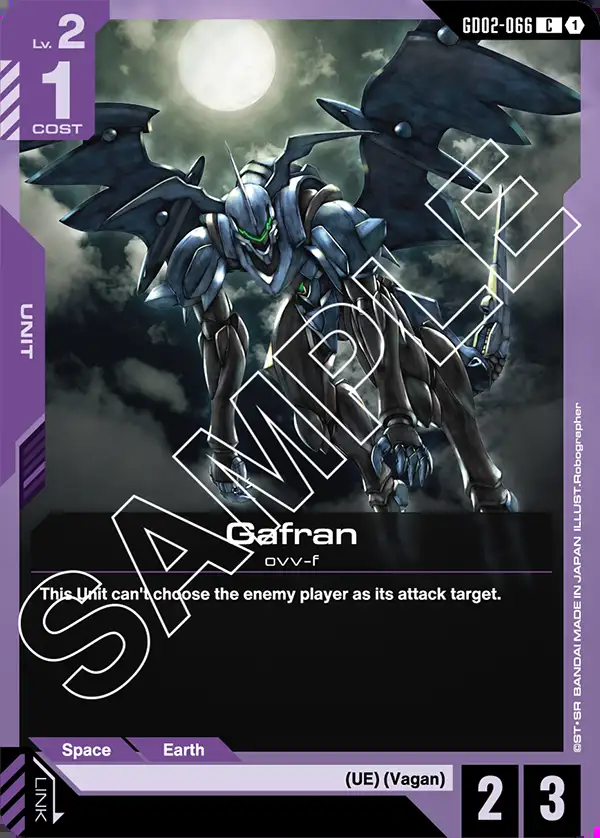 Lv. 2
GD02-066 C 1
1
COST
UNIT
SAMPLE
Gafran
ovv-f
This Unit can't choose the enemy player as its attack target.
©ST・SR BANDAI MADE IN JAPAN ILLUST.Robographer
Space Earth
LINK
(UE) (Vagan)
2 3